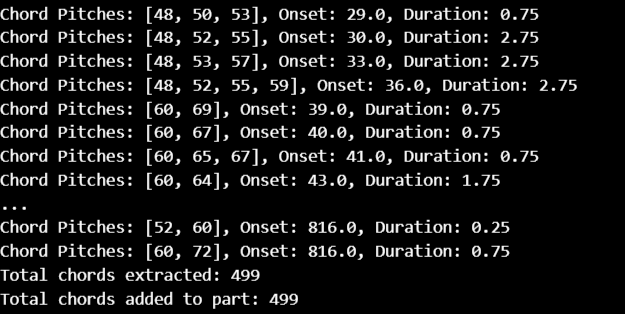 Chord Pitches: [48, 50, 53], Onset: 29.0, Duration: 0.75
Chord Pitches: [48, 52, 55], Onset: 30.0, Duration: 2.75
Chord Pitches: [48, 53, 57], Onset: 33.0, Duration: 2.75
Chord Pitches: [48, 52, 55, 59], Onset: 36.0, Duration: 2.75
Chord Pitches: [60, 69], Onset: 39.0, Duration: 0.75
Chord Pitches: [60, 67], Onset: 40.0, Duration: 0.75
Chord Pitches: [60, 65, 67], Onset: 41.0, Duration: 0.75
Chord Pitches: [60, 64], Onset: 43.0, Duration: 1.75
...
Chord Pitches: [52, 60], Onset: 816.0, Duration: 0.25
Chord Pitches: [60, 72], Onset: 816.0, Duration: 0.75
Total chords extracted: 499
Total chords added to part: 499